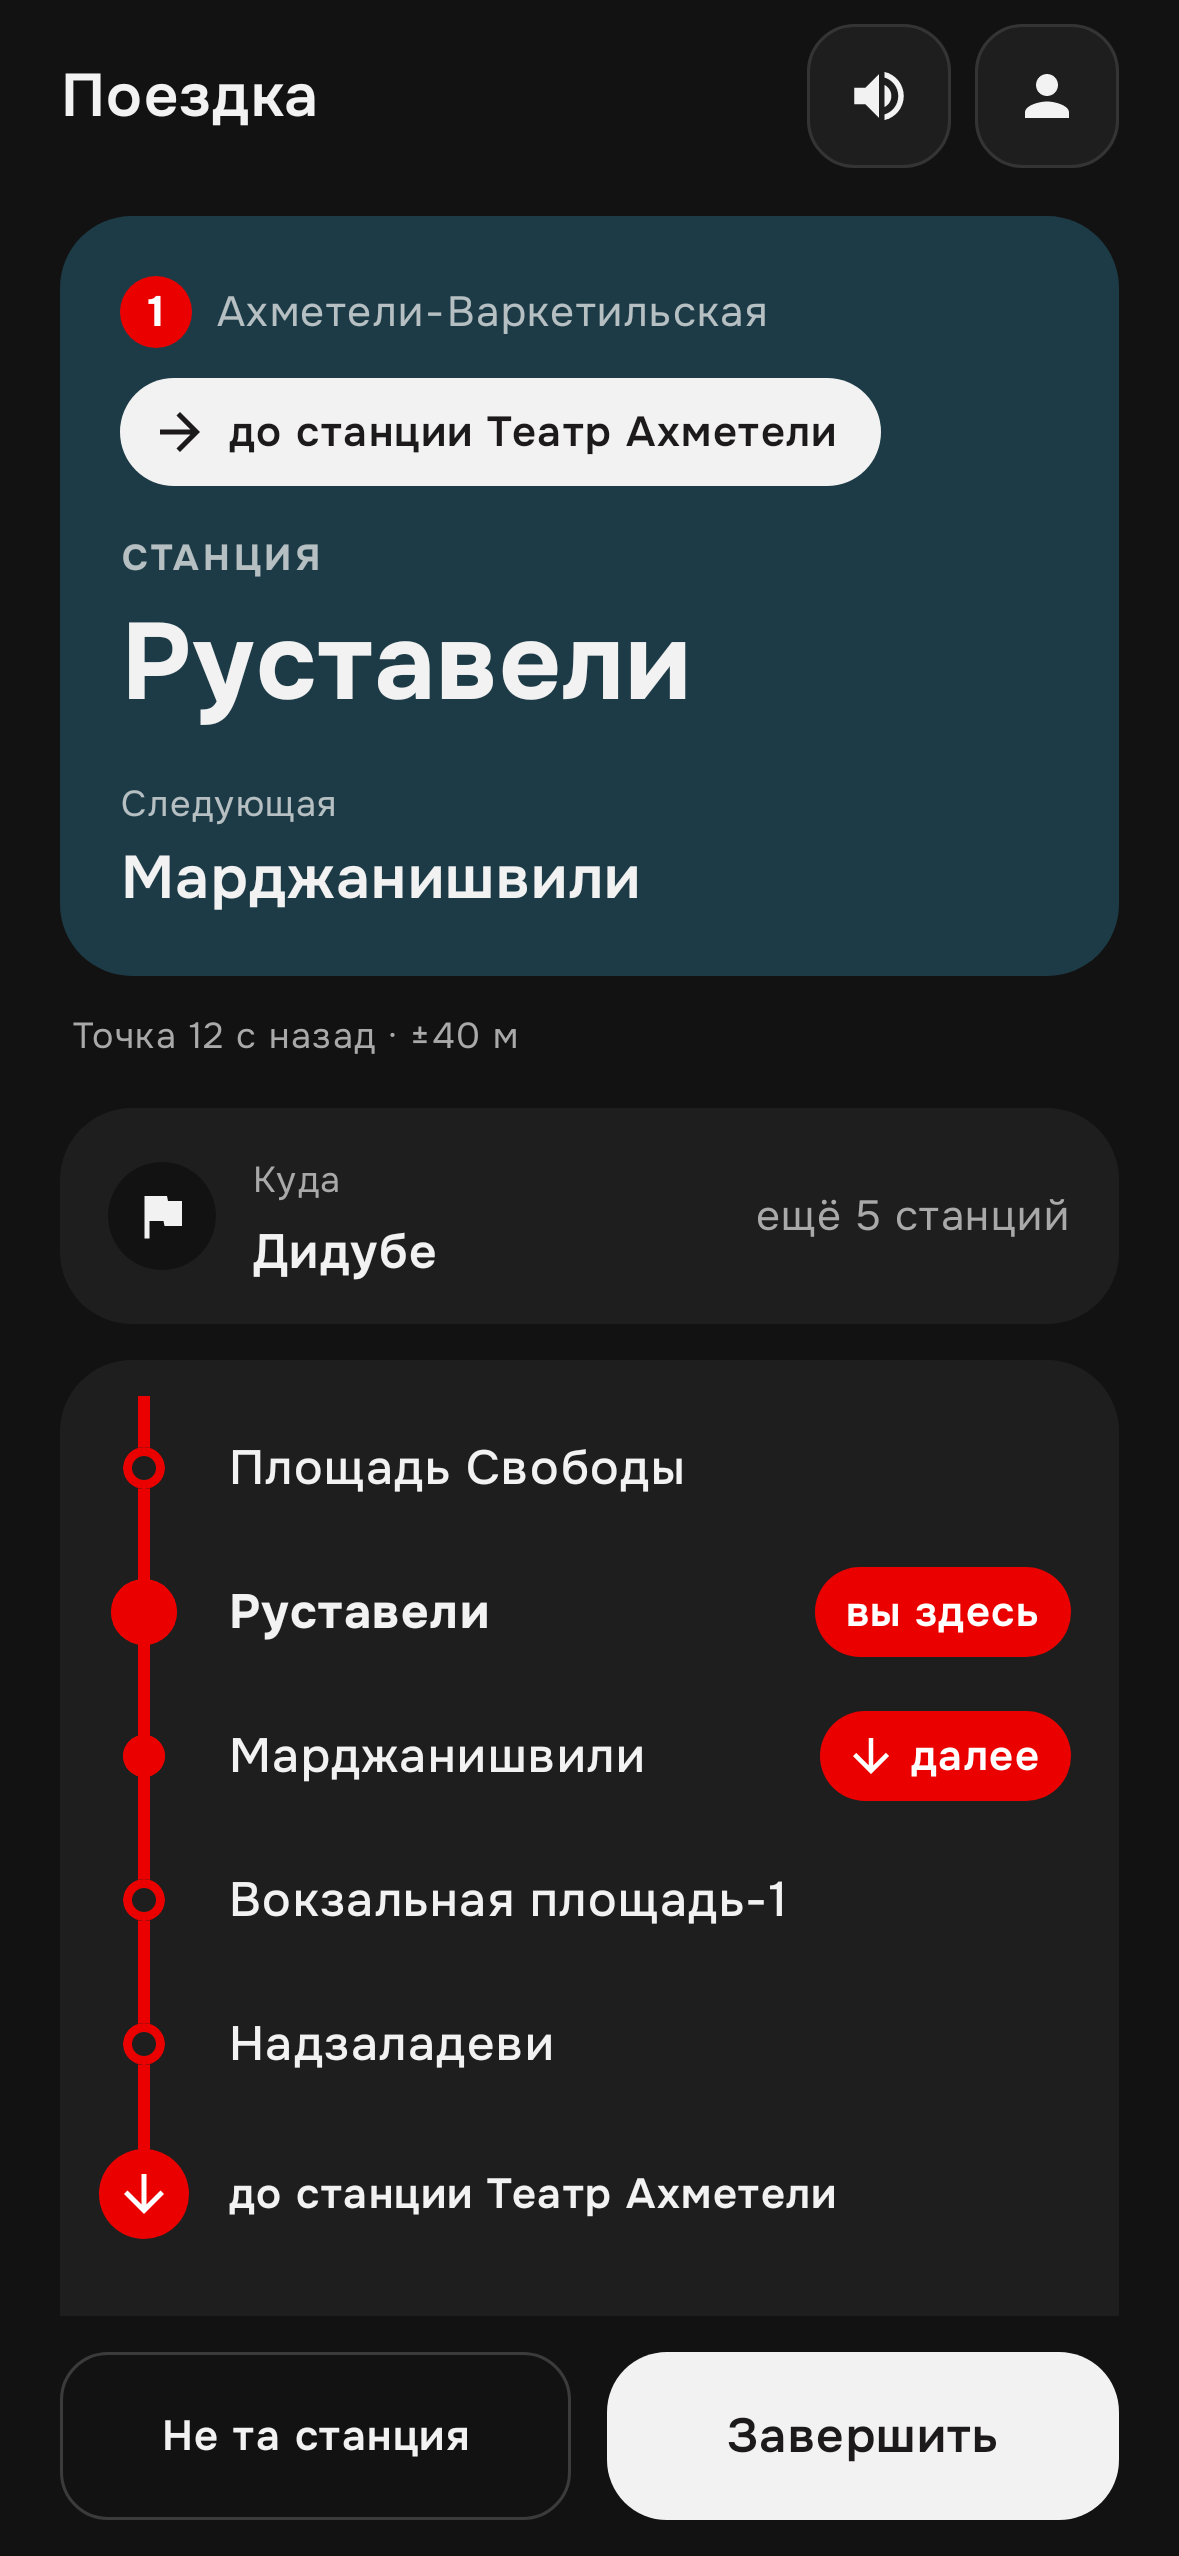 Поездка
1 Ахметели-Варкетильская
до станции Театр Ахметели
СТАНЦИЯ
Руставели
Следующая
Марджанишвили
Точка 12 с назад · ±40 м
Куда
Дидубе
ещё 5 станций
Площадь Свободы
Руставели вы здесь
Марджанишвили далее
Вокзальная площадь-1
Надзаладеви
до станции Театр Ахметели
Не та станция Завершить